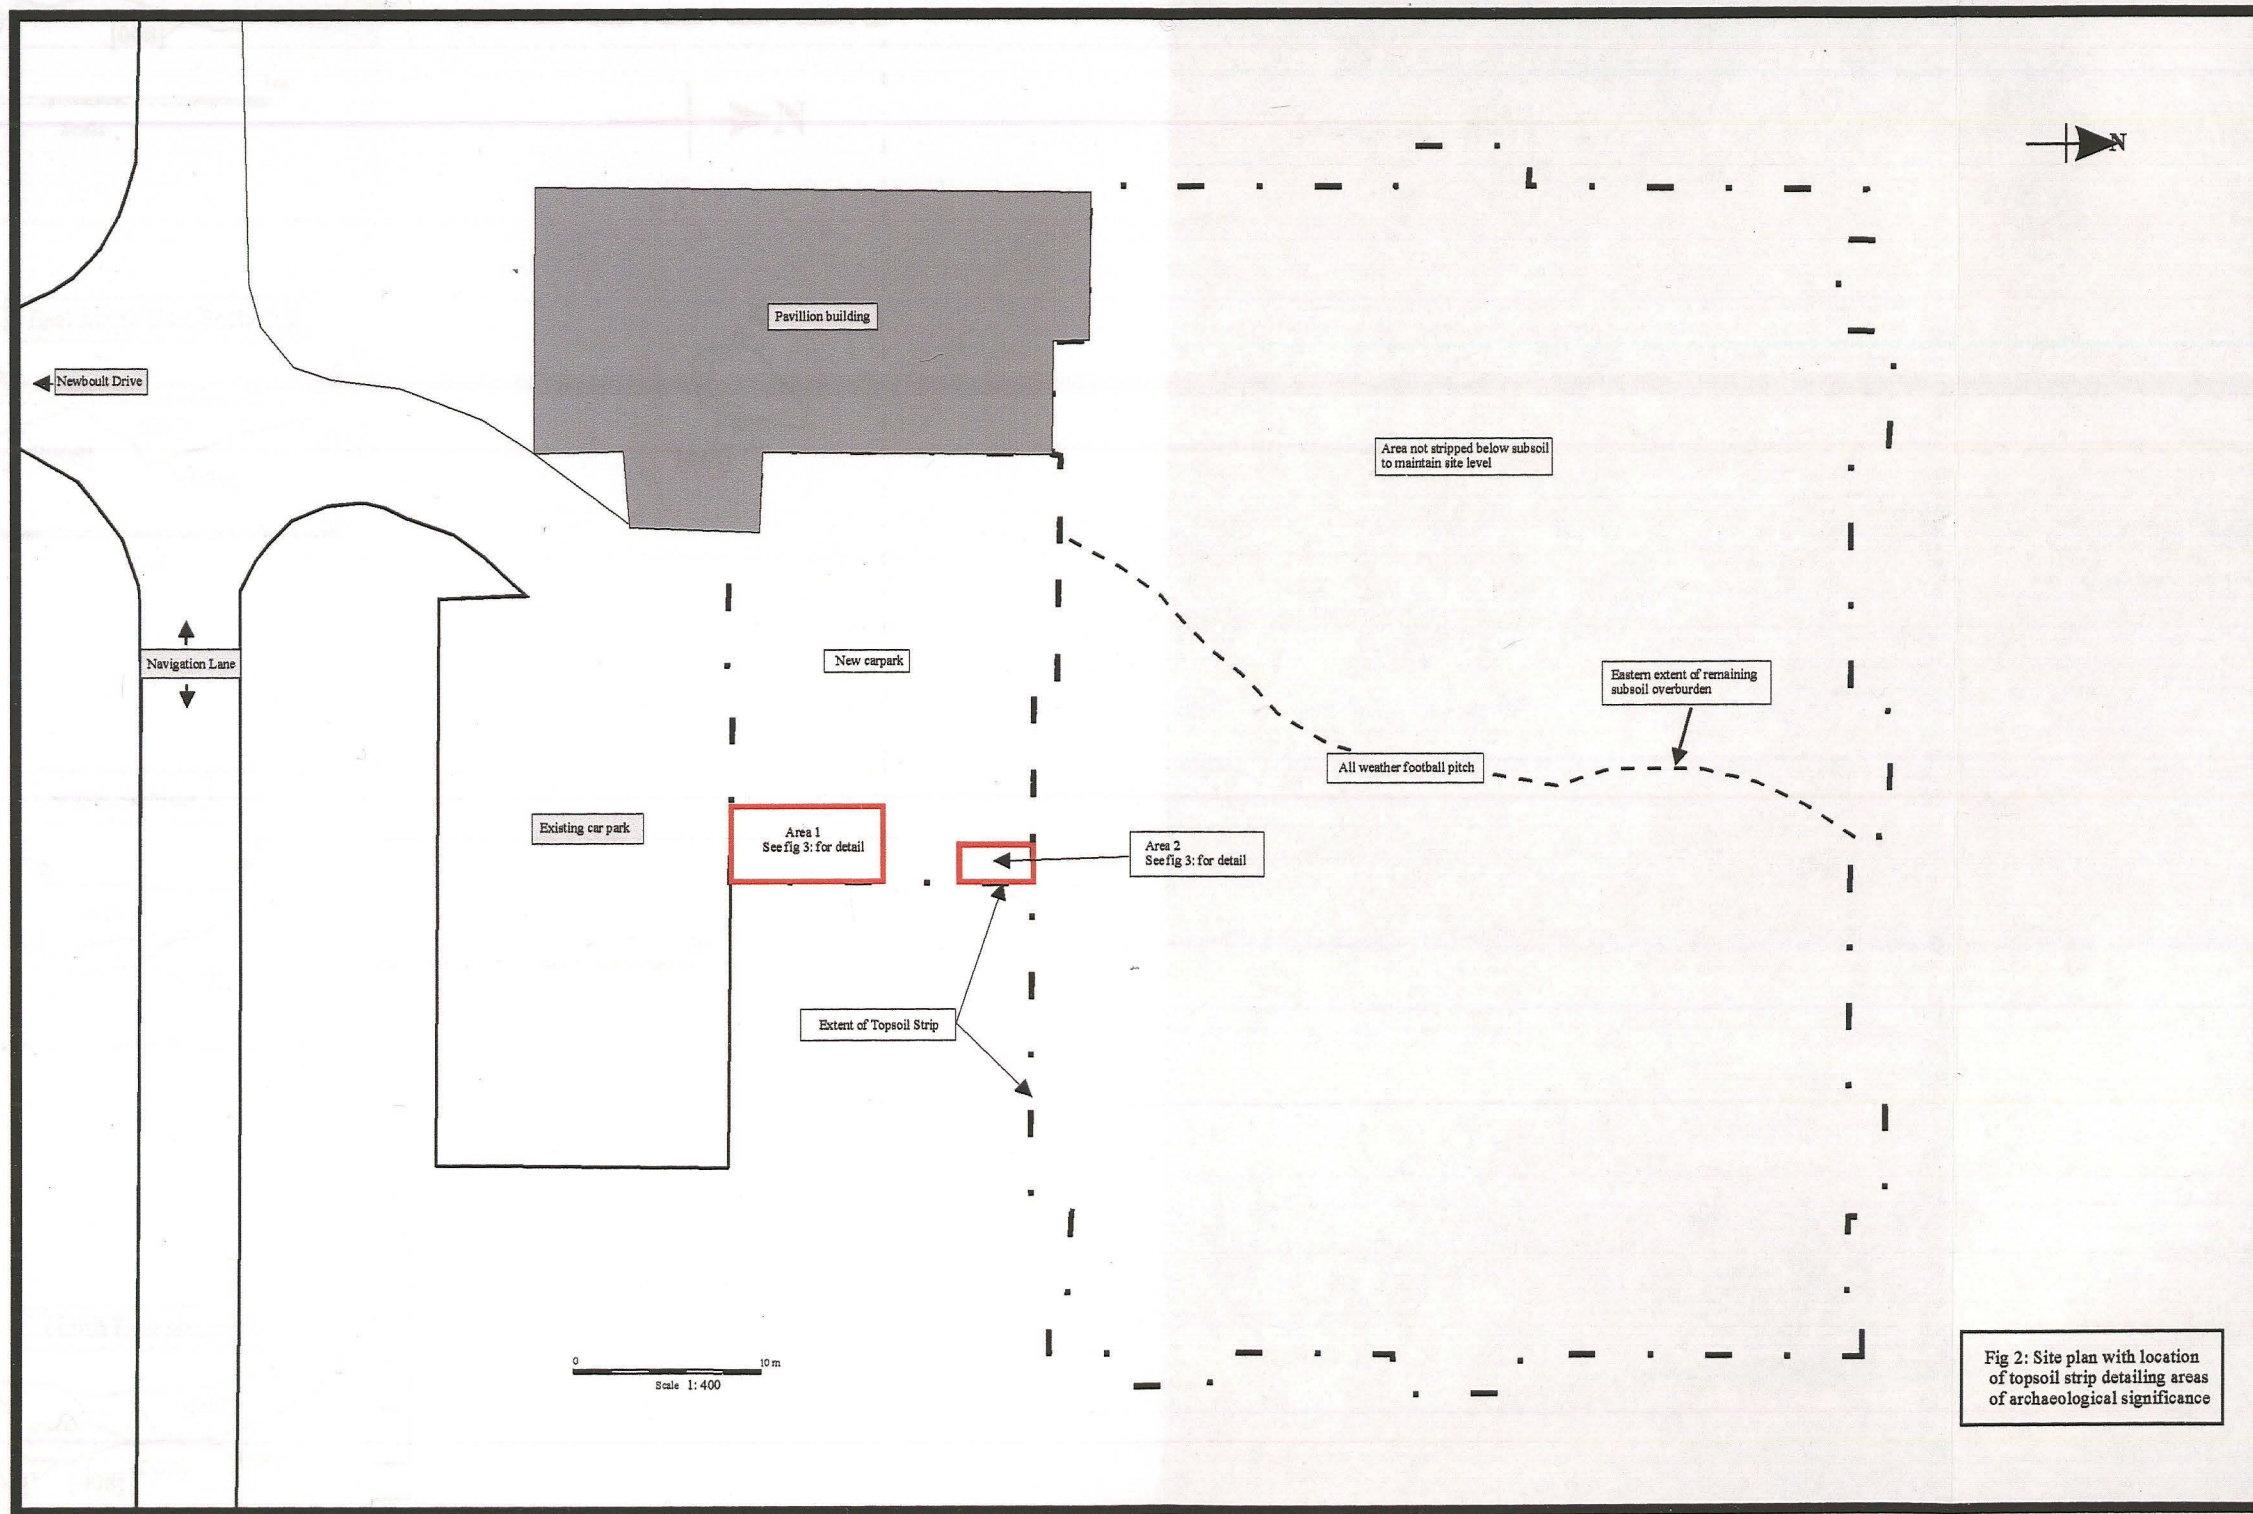 N
Pavillion building
Newboult Drive
Area not stripped below subsoil
to maintain site level
Navigation Lane
New carpark
Eastern extent of remaining
subsoil overburden
All weather football pitch
Existing car park
Area 1
See fig 3: for detail
Area 2
See fig 3: for detail
Extent of Topsoil Strip
0
10 m
Scale 1: 400
Fig 2: Site plan with location
of topsoil strip detailing areas
of archaeological significance